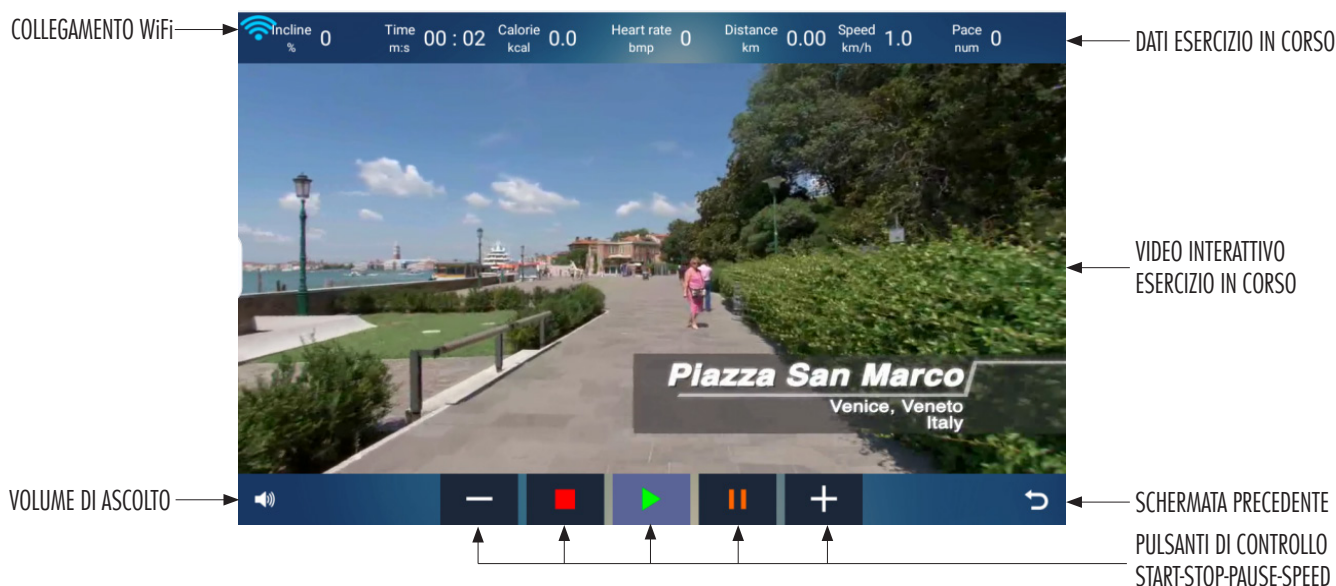 COLLEGAMENTO WiFi
Incline % 0 Time m:s 00 : 02 Calorie kcal 0.0 Heart rate bmp 0 Distance km 0.00 Speed km/h 1.0 Pace num 0
DATI ESERCIZIO IN CORSO
VIDEO INTERATTIVO
ESERCIZIO IN CORSO
Piazza San Marco
Venice, Veneto
Italy
VOLUME DI ASCOLTO
SCHERMATA PRECEDENTE
PULSANTI DI CONTROLLO
START-STOP-PAUSE-SPEED